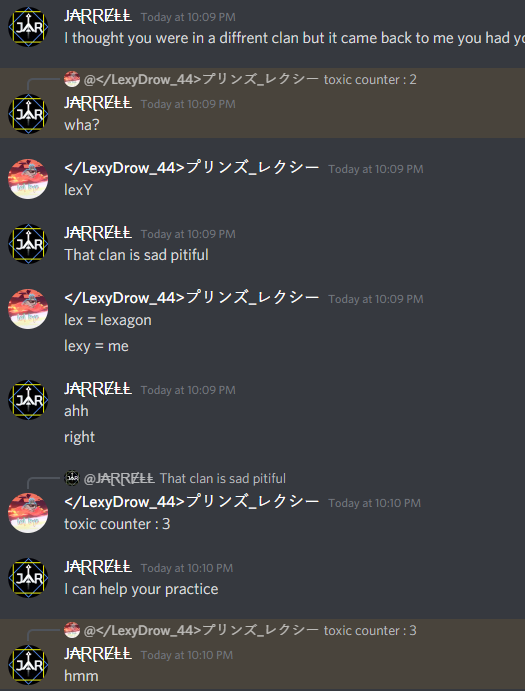 JȺɌɌɆȽȽ Today at 10:09 PM
I thought you were in a diffrent clan but it came back to me you had
@</LexyDrow_44>プリンズ_レクシー toxic counter : 2
JȺɌɌɆȽȽ Today at 10:09 PM
wha?
</LexyDrow_44>プリンズ_レクシー Today at 10:09 PM
lexY
JȺɌɌɆȽȽ Today at 10:09 PM
That clan is sad pitiful
</LexyDrow_44>プリンズ_レクシー Today at 10:09 PM
lex = lexagon
lexy = me
JȺɌɌɆȽȽ Today at 10:09 PM
ahh
right
@JȺɌɌɆȽȽ That clan is sad pitiful
</LexyDrow_44>プリンズ_レクシー Today at 10:10 PM
toxic counter : 3
JȺɌɌɆȽȽ Today at 10:10 PM
I can help your practice
@</LexyDrow_44>プリンズ_レクシー toxic counter : 3
JȺɌɌɆȽȽ Today at 10:10 PM
hmm